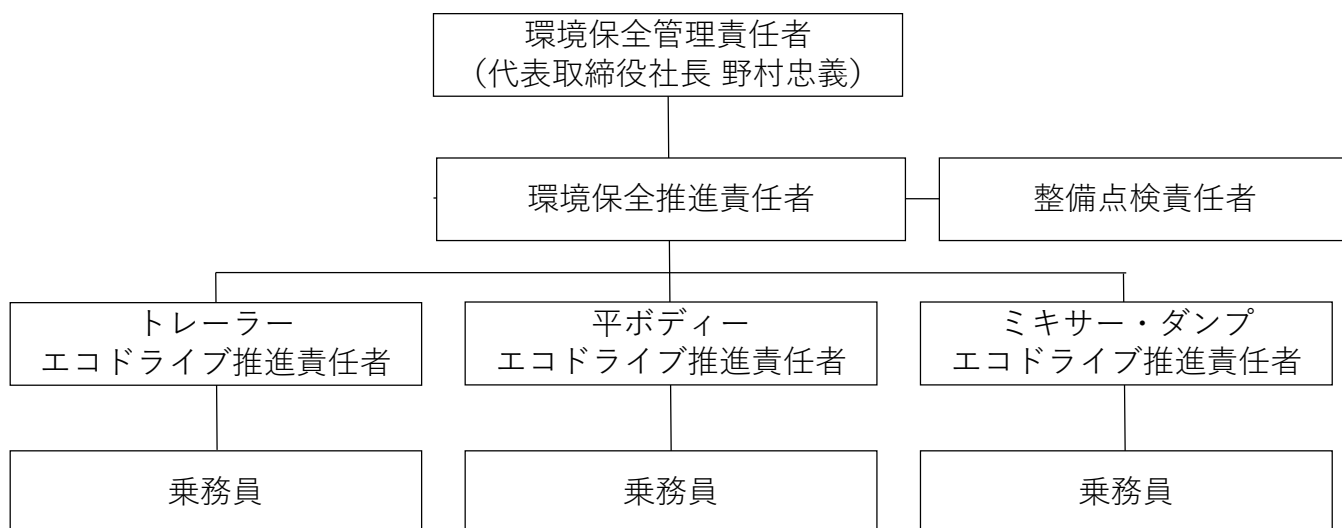 環境保全管理責任者
（代表取締役社長 野村忠義）
環境保全推進責任者
整備点検責任者
トレーラー
エコドライブ推進責任者
平ボディー
エコドライブ推進責任者
ミキサー・ダンプ
エコドライブ推進責任者
乗務員
乗務員
乗務員